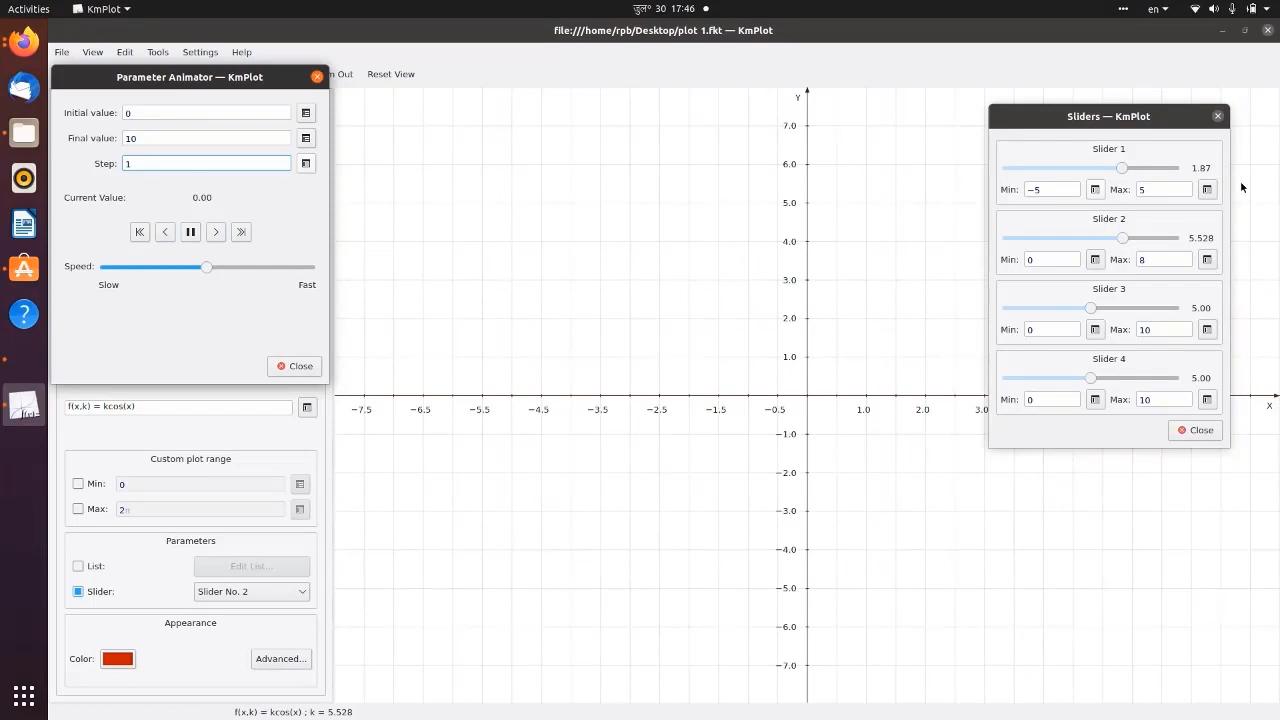 Activities KmPlot जुल॰ 30 17:46 en
file:///home/rpb/Desktop/plot 1.fkt — KmPlot
File View Edit Tools Settings Help
Out Reset View
Parameter Animator — KmPlot
Initial value: 0
Final value: 10
Step: 1
Current Value: 0.00
Speed:
Slow Fast
Close
f(x,k) = kcos(x)
Custom plot range
Min: 0
Max: 2π
Parameters
List: Edit List...
Slider: Slider No. 2
Appearance
Color: Advanced...
Y
7.0
6.0
5.0
4.0
3.0
2.0
1.0
−7.5 −6.5 −5.5 −4.5 −3.5 −2.5 −1.5 −0.5 1.0 2.0 3.0 X
−1.0
−2.0
−3.0
−4.0
−5.0
−6.0
−7.0
Sliders — KmPlot
Slider 1
1.87
Min: −5 Max: 5
Slider 2
5.528
Min: 0 Max: 8
Slider 3
5.00
Min: 0 Max: 10
Slider 4
5.00
Min: 0 Max: 10
Close
f(x,k) = kcos(x) ; k = 5.528